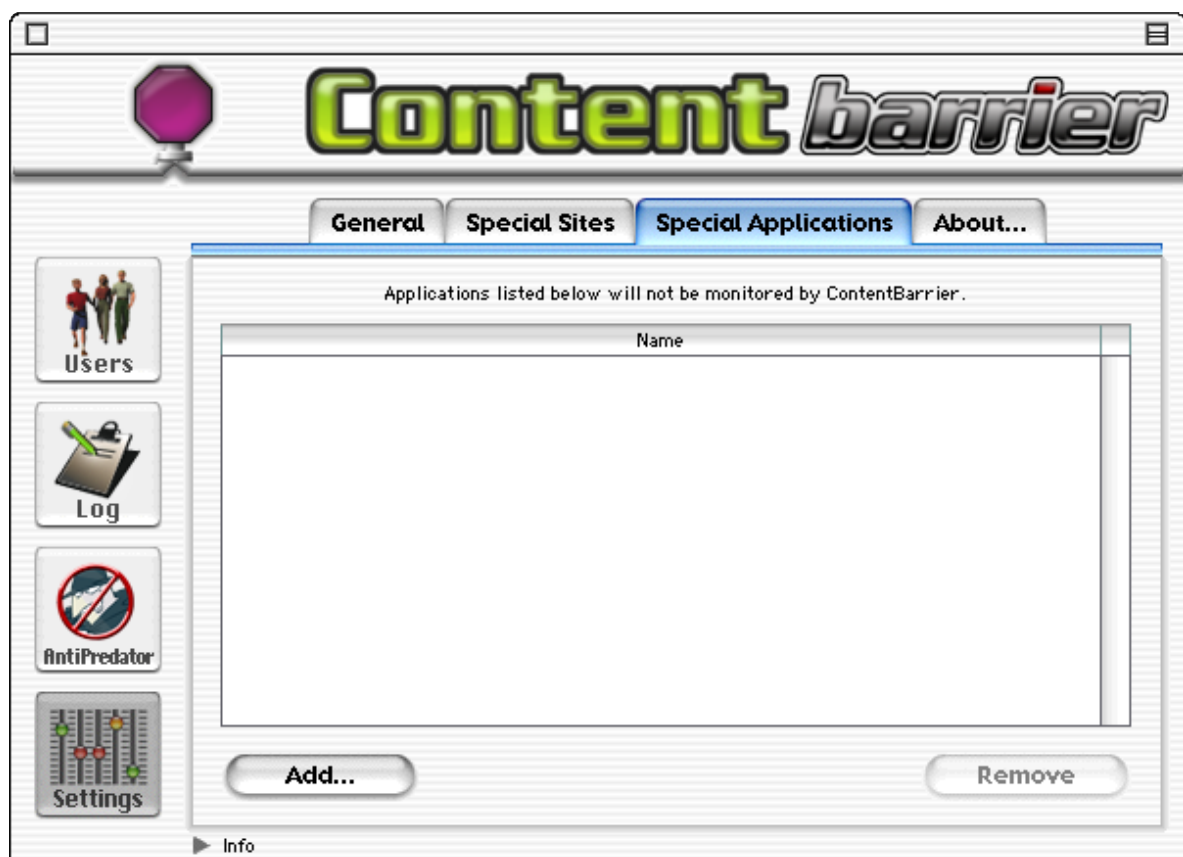 Content barrier
General Special Sites Special Applications About...
Applications listed below will not be monitored by ContentBarrier.
Name
Users
Log
AntiPredator
Settings
Add... Remove
Info